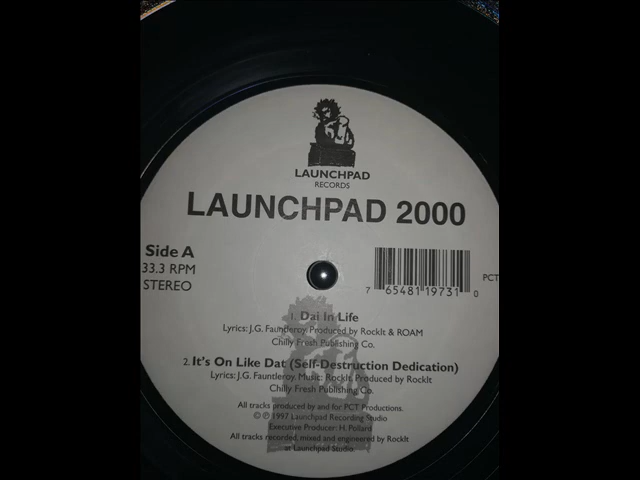 LAUNCHPAD
RECORDS
LAUNCHPAD 2000
Side A
33.3 RPM
STEREO
PCT
7 65481 19731 0
1. Dai In Life
Lyrics: J.G. Fauntleroy. Produced by RockIt & ROAM
Chilly Fresh Publishing Co.
2. It's On Like Dat (Self-Destruction Dedication)
Lyrics: J.G. Fauntleroy. Music: RockIt. Produced by RockIt
Chilly Fresh Publishing Co.
All tracks produced by and for PCT Productions.
© ℗ 1997 Launchpad Recording Studio
Executive Producer: H. Pollard
All tracks recorded, mixed and engineered by RockIt
at Launchpad Studio.